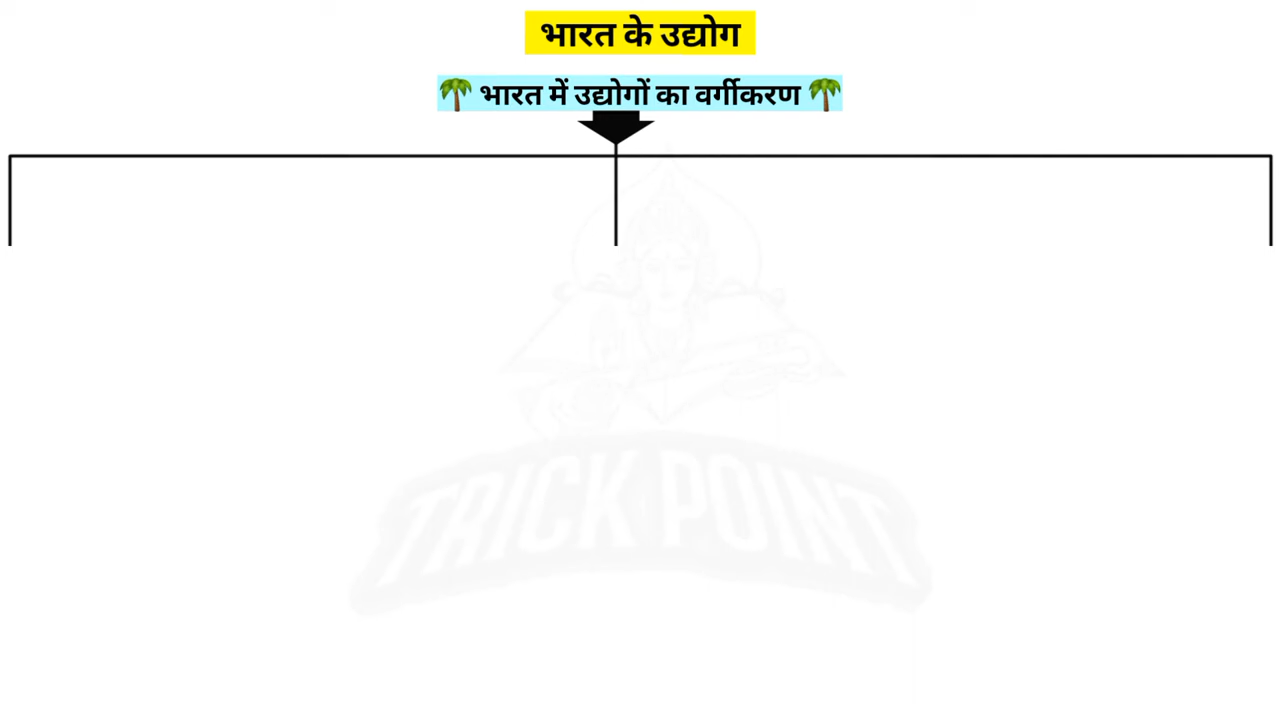 भारत के उद्योग
🌴 भारत में उद्योगों का वर्गीकरण 🌴
TRICK POINT